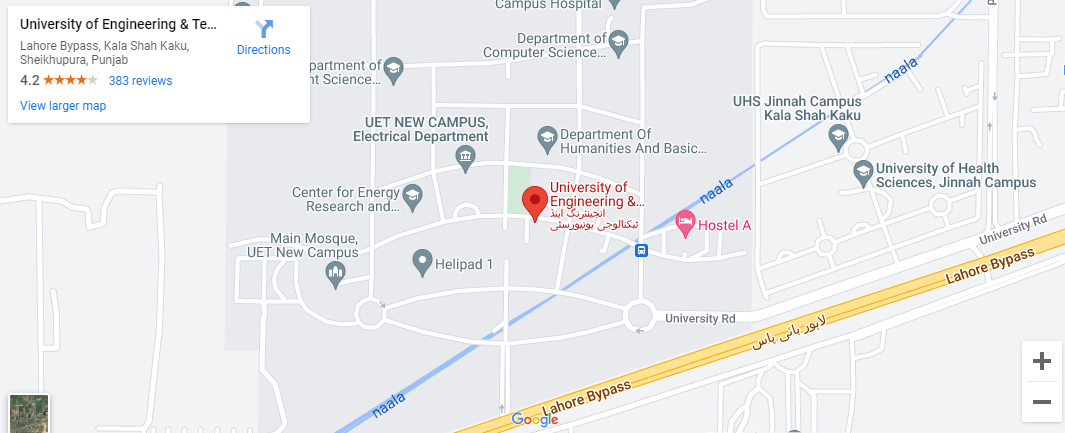 University of Engineering & Te...
Lahore Bypass, Kala Shah Kaku,
Sheikhupura, Punjab
4.2
383 reviews
Directions
View larger map
Campus Hospital
Department of
Computer Science...
partment of
nt Science...
UHS Jinnah Campus
Kala Shah Kaku
naala
UET NEW CAMPUS,
Electrical Department
Department Of
Humanities And Basic...
University of Health
Sciences, Jinnah Campus
Center for Energy
Research and...
University of
Engineering &...
انجینئرنگ اینڈ
ٹیکنالوجی یونیورسٹی
naala
Hostel A
University Rd
Main Mosque,
UET New Campus
Helipad 1
Lahore Bypass
University Rd
لاہور بائی پاس
Lahore Bypass
naala
Google